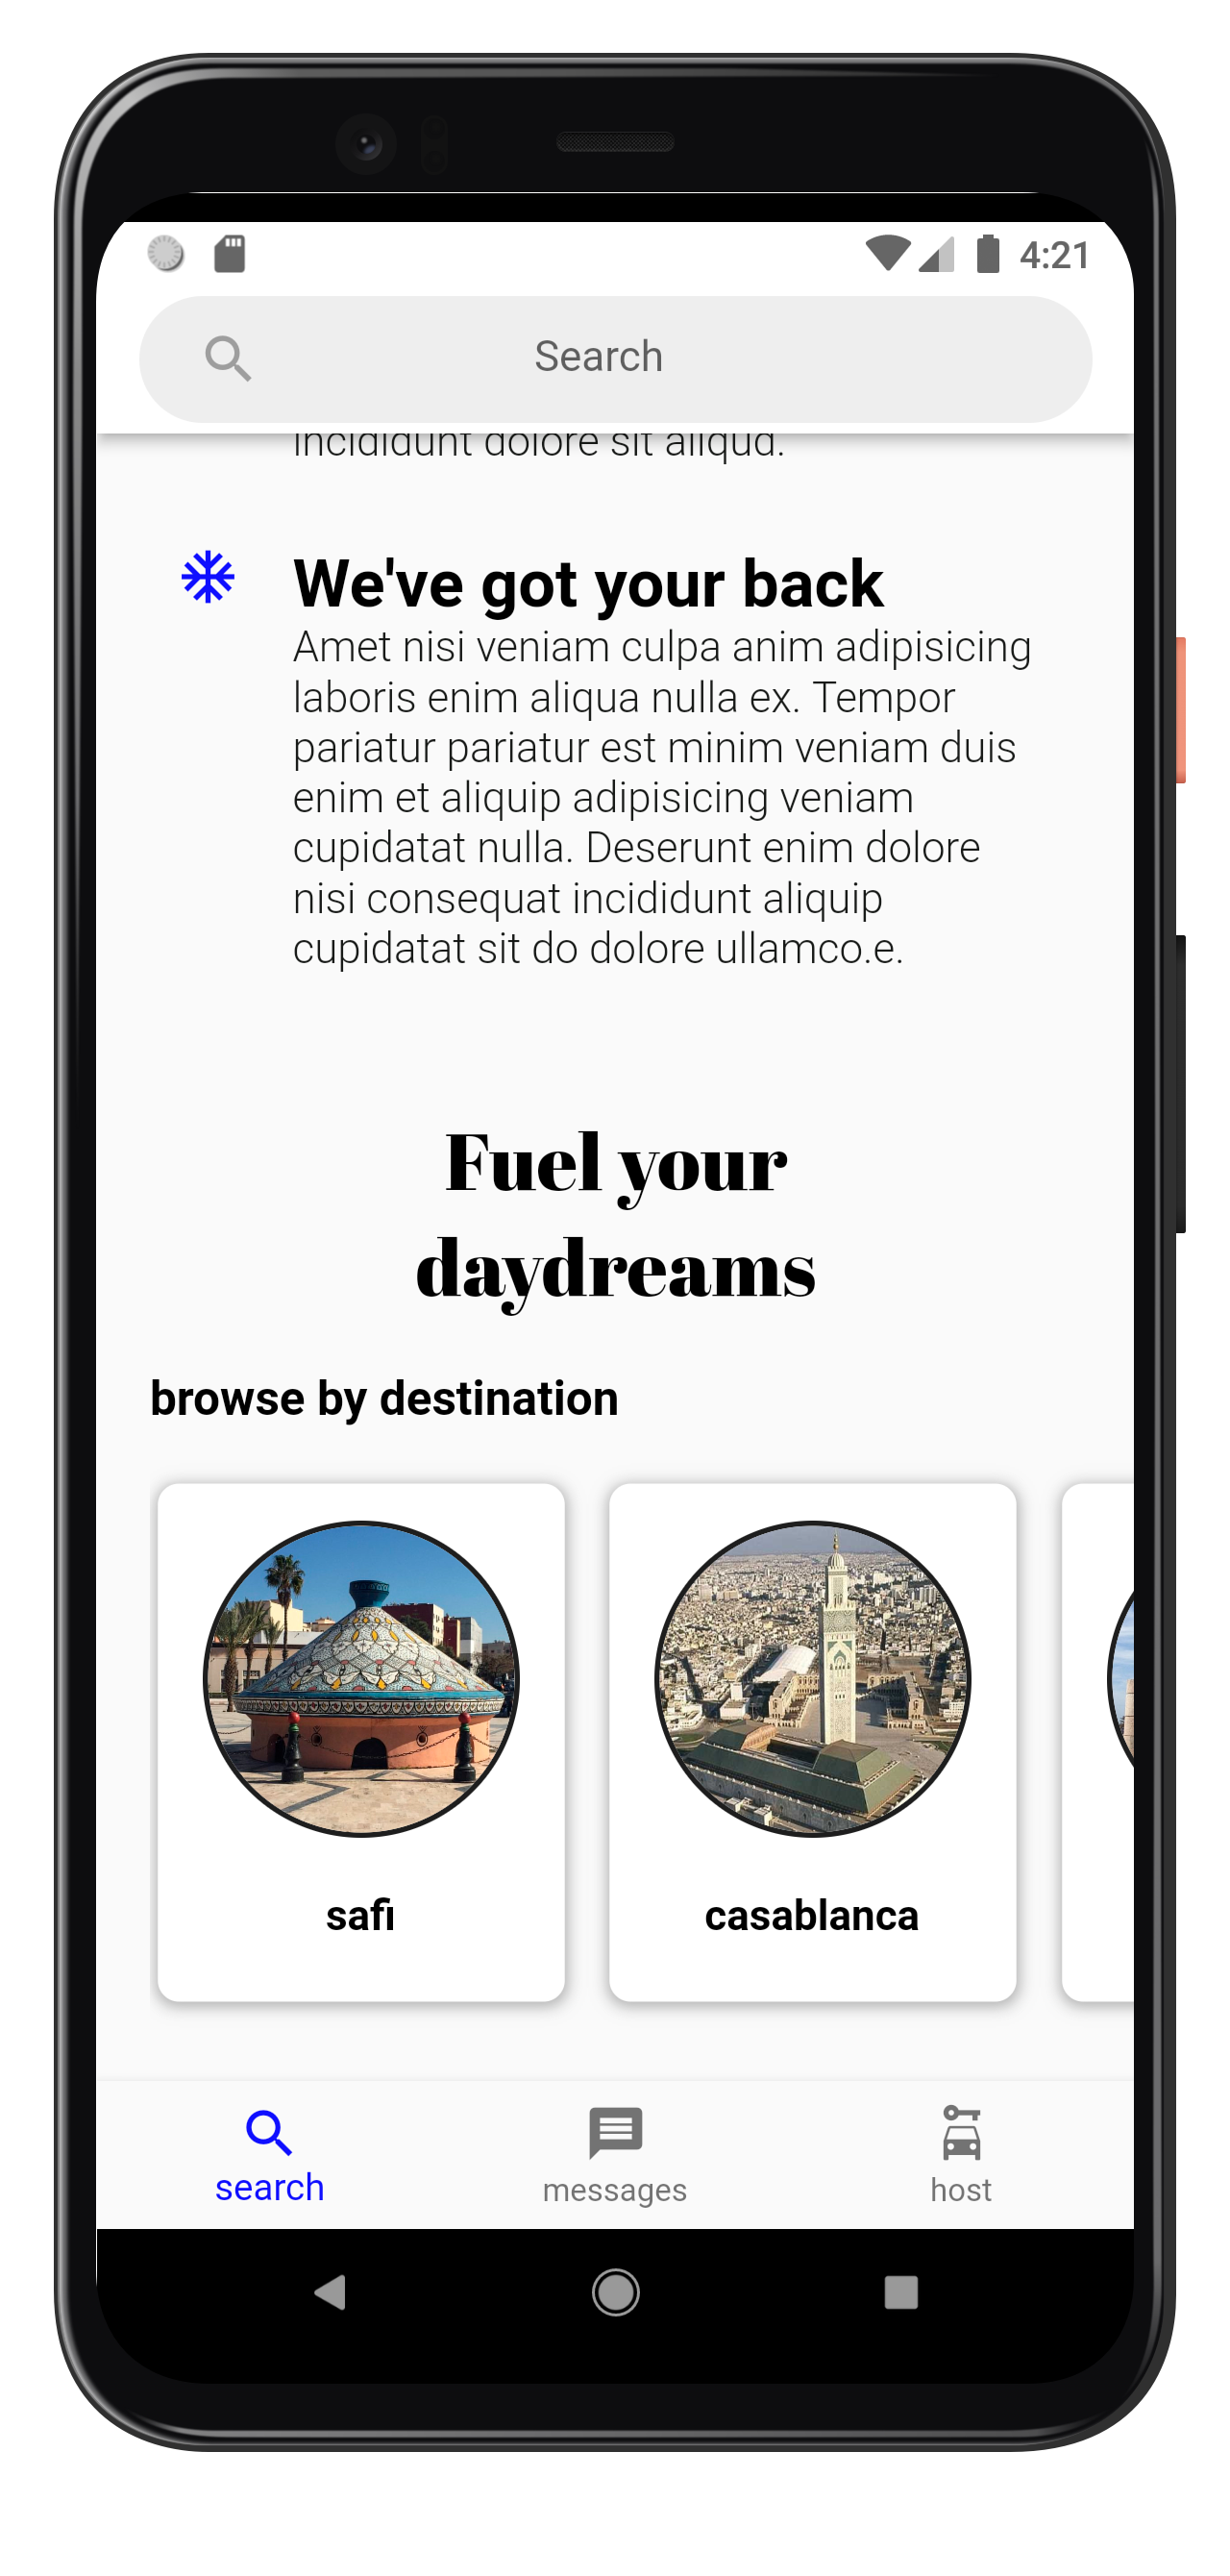 4:21
Search
incididunt dolore sit aliqud.
We've got your back
Amet nisi veniam culpa anim adipisicing
laboris enim aliqua nulla ex. Tempor
pariatur pariatur est minim veniam duis
enim et aliquip adipisicing veniam
cupidatat nulla. Deserunt enim dolore
nisi consequat incididunt aliquip
cupidatat sit do dolore ullamco.e.
Fuel your
daydreams
browse by destination
safi
casablanca
search
messages
host